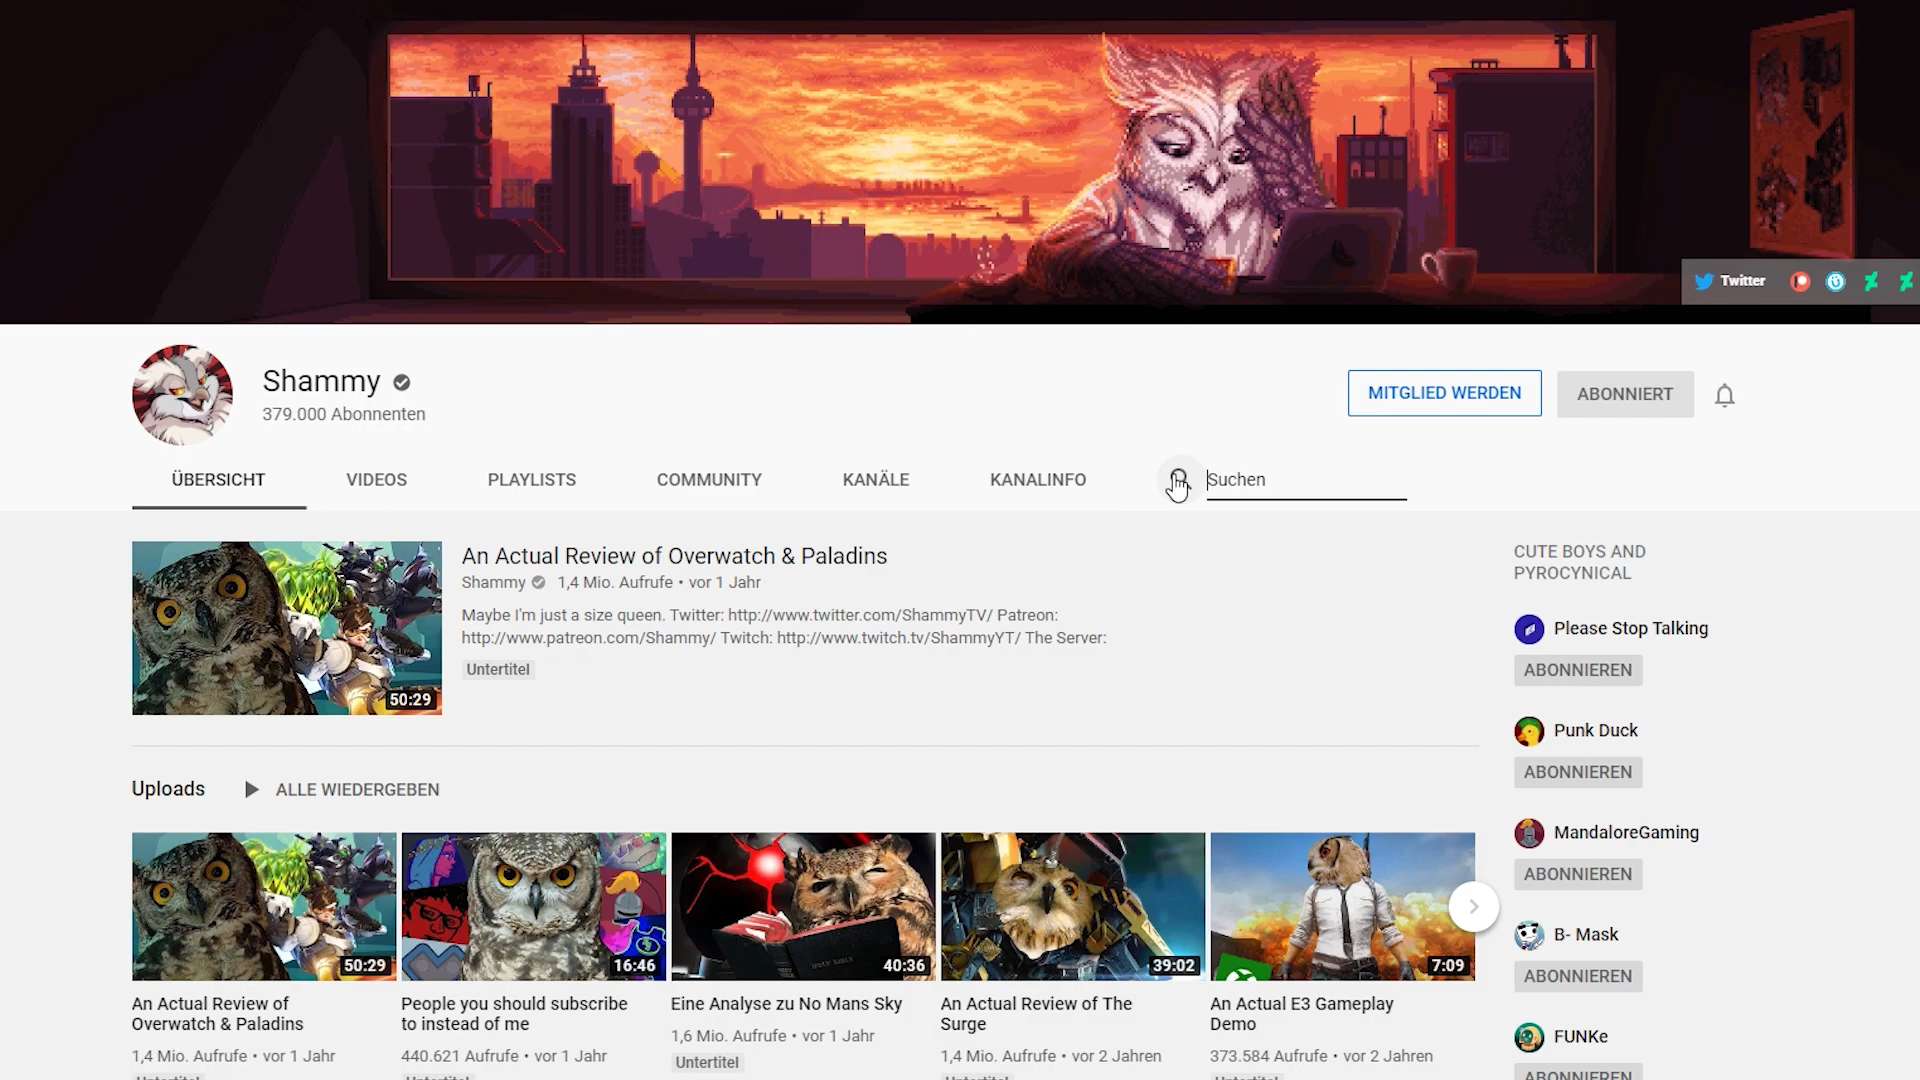 Twitter
Shammy
379.000 Abonnenten
MITGLIED WERDEN
ABONNIERT
ÜBERSICHT
VIDEOS
PLAYLISTS
COMMUNITY
KANÄLE
KANALINFO
Suchen
50:29
An Actual Review of Overwatch & Paladins
Shammy 1,4 Mio. Aufrufe • vor 1 Jahr
Maybe I'm just a size queen. Twitter: http://www.twitter.com/ShammyTV/ Patreon:
http://www.patreon.com/Shammy/ Twitch: http://www.twitch.tv/ShammyYT/ The Server:
Untertitel
CUTE BOYS AND
PYROCYNICAL
Please Stop Talking
ABONNIEREN
Punk Duck
ABONNIEREN
MandaloreGaming
ABONNIEREN
B- Mask
ABONNIEREN
FUNKe
ABONNIEREN
Uploads
ALLE WIEDERGEBEN
50:29
An Actual Review of
Overwatch & Paladins
1,4 Mio. Aufrufe • vor 1 Jahr
Untertitel
16:46
People you should subscribe
to instead of me
440.621 Aufrufe • vor 1 Jahr
Untertitel
HOLY BIBLE
40:36
Eine Analyse zu No Mans Sky
1,6 Mio. Aufrufe • vor 1 Jahr
Untertitel
39:02
An Actual Review of The
Surge
1,4 Mio. Aufrufe • vor 2 Jahren
Untertitel
7:09
An Actual E3 Gameplay
Demo
373.584 Aufrufe • vor 2 Jahren
Untertitel